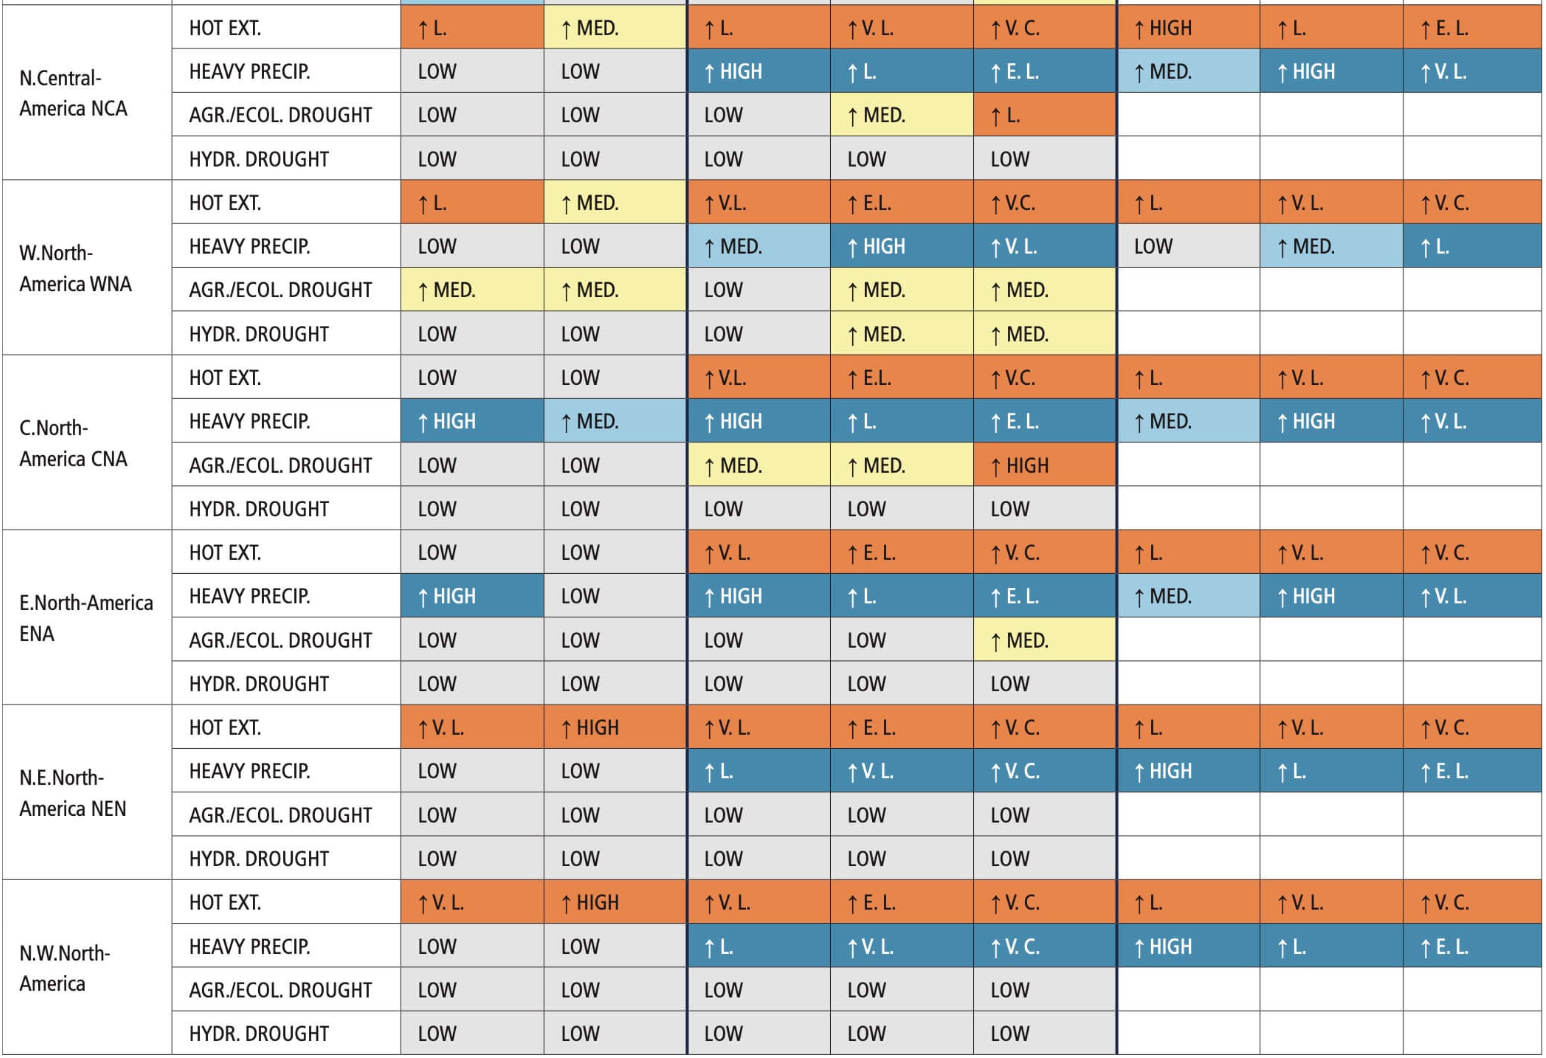 N.Central-
America NCA
HOT EXT. ↑ L. ↑ MED. ↑ L. ↑ V. L. ↑ V. C. ↑ HIGH ↑ L. ↑ E. L.
HEAVY PRECIP. LOW LOW ↑ HIGH ↑ L. ↑ E. L. ↑ MED. ↑ HIGH ↑ V. L.
AGR./ECOL. DROUGHT LOW LOW LOW ↑ MED. ↑ L.
HYDR. DROUGHT LOW LOW LOW LOW LOW
W.North-
America WNA
HOT EXT. ↑ L. ↑ MED. ↑ V.L. ↑ E.L. ↑ V.C. ↑ L. ↑ V. L. ↑ V. C.
HEAVY PRECIP. LOW LOW ↑ MED. ↑ HIGH ↑ V. L. LOW ↑ MED. ↑ L.
AGR./ECOL. DROUGHT ↑ MED. ↑ MED. LOW ↑ MED. ↑ MED.
HYDR. DROUGHT LOW LOW LOW ↑ MED. ↑ MED.
C.North-
America CNA
HOT EXT. LOW LOW ↑ V.L. ↑ E.L. ↑ V.C. ↑ L. ↑ V. L. ↑ V. C.
HEAVY PRECIP. ↑ HIGH ↑ MED. ↑ HIGH ↑ L. ↑ E. L. ↑ MED. ↑ HIGH ↑ V. L.
AGR./ECOL. DROUGHT LOW LOW ↑ MED. ↑ MED. ↑ HIGH
HYDR. DROUGHT LOW LOW LOW LOW LOW
E.North-America
ENA
HOT EXT. LOW LOW ↑ V. L. ↑ E. L. ↑ V. C. ↑ L. ↑ V. L. ↑ V. C.
HEAVY PRECIP. ↑ HIGH LOW ↑ HIGH ↑ L. ↑ E. L. ↑ MED. ↑ HIGH ↑ V. L.
AGR./ECOL. DROUGHT LOW LOW LOW LOW ↑ MED.
HYDR. DROUGHT LOW LOW LOW LOW LOW
N.E.North-
America NEN
HOT EXT. ↑ V. L. ↑ HIGH ↑ V. L. ↑ E. L. ↑ V. C. ↑ L. ↑ V. L. ↑ V. C.
HEAVY PRECIP. LOW LOW ↑ L. ↑ V. L. ↑ V. C. ↑ HIGH ↑ L. ↑ E. L.
AGR./ECOL. DROUGHT LOW LOW LOW LOW LOW
HYDR. DROUGHT LOW LOW LOW LOW LOW
N.W.North-
America
HOT EXT. ↑ V. L. ↑ HIGH ↑ V. L. ↑ E. L. ↑ V. C. ↑ L. ↑ V. L. ↑ V. C.
HEAVY PRECIP. LOW LOW ↑ L. ↑ V. L. ↑ V. C. ↑ HIGH ↑ L. ↑ E. L.
AGR./ECOL. DROUGHT LOW LOW LOW LOW LOW
HYDR. DROUGHT LOW LOW LOW LOW LOW